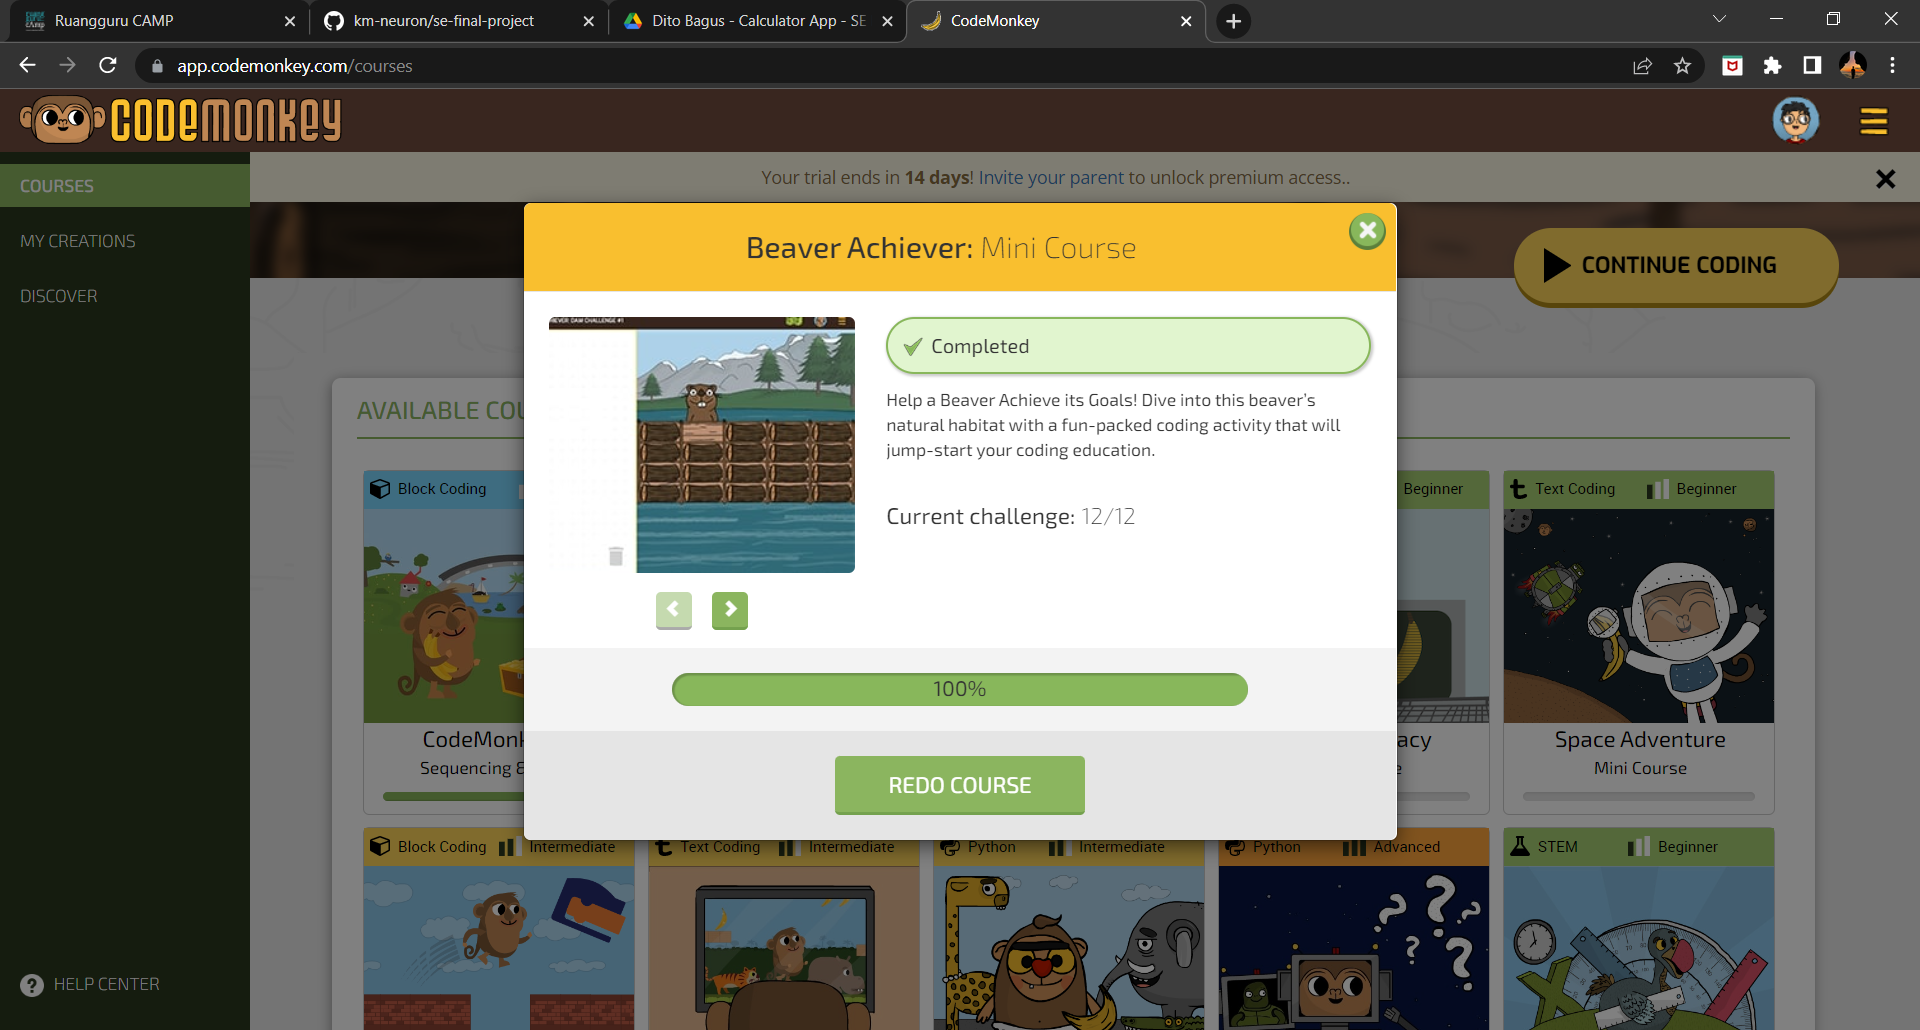 Ruangguru CAMP
km-neuron/se-final-project
Dito Bagus - Calculator App - SE
CodeMonkey
app.codemonkey.com/courses
CODEMONKEY
COURSES
MY CREATIONS
DISCOVER
HELP CENTER
Your trial ends in 14 days! Invite your parent to unlock premium access..
CONTINUE CODING
AVAILABLE COU
Beaver Achiever: Mini Course
Completed
Help a Beaver Achieve its Goals! Dive into this beaver's
natural habitat with a fun-packed coding activity that will
jump-start your coding education.
Current challenge: 12/12
100%
REDO COURSE
Block Coding
Beginner
Text Coding Beginner
CodeMon
Sequencing &
acy
Space Adventure
Mini Course
Block Coding Intermediate
Text Coding Intermediate
Python Intermediate
Python Advanced
STEM Beginner